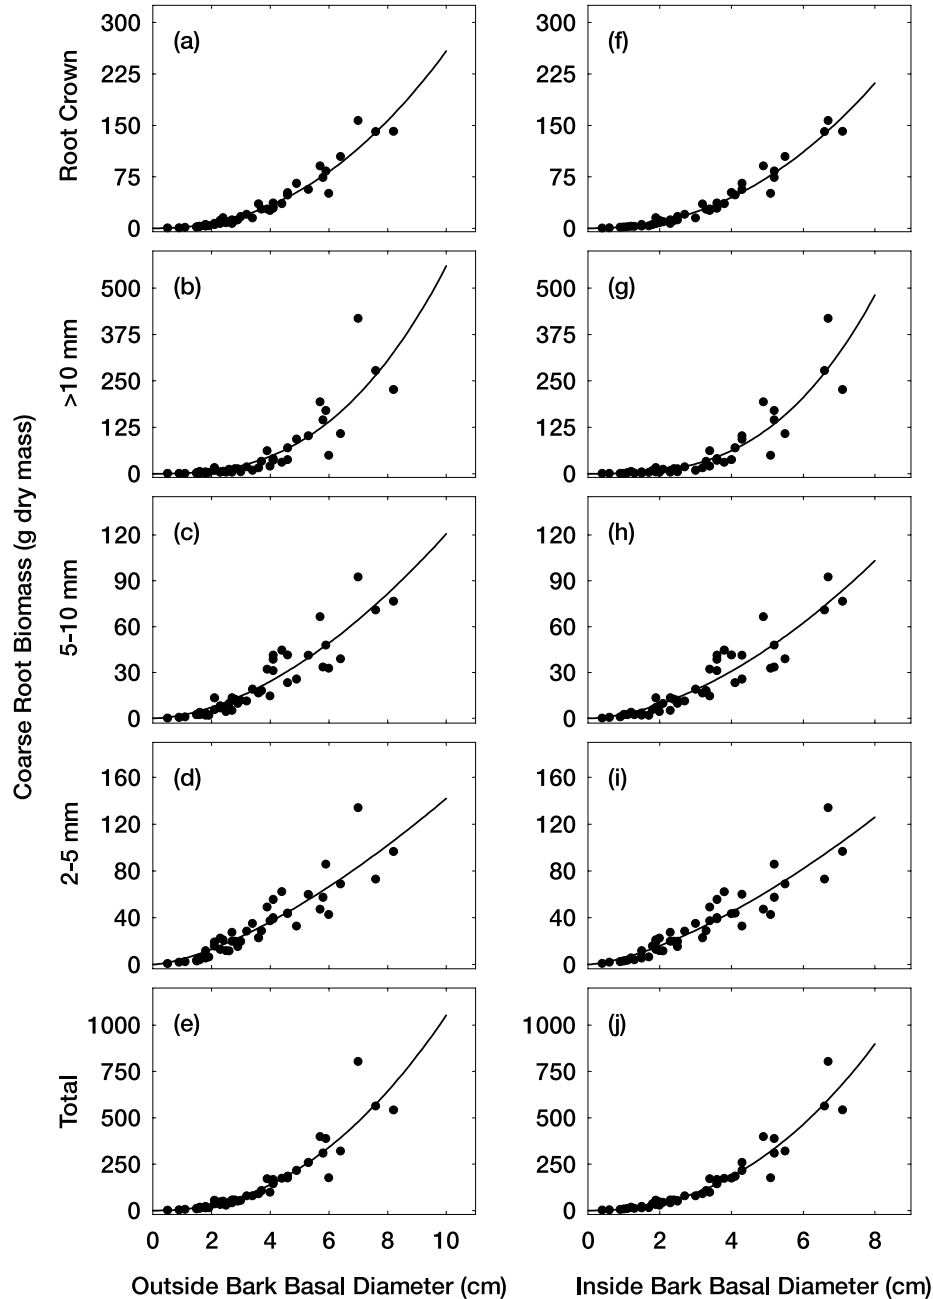 Coarse Root Biomass (g dry mass)
Root Crown
300
225
150
75
0
(a)
300
225
150
75
0
(f)
>10 mm
500
375
250
125
0
(b)
500
375
250
125
0
(g)
5-10 mm
120
90
60
30
0
(c)
120
90
60
30
0
(h)
2-5 mm
160
120
80
40
0
(d)
160
120
80
40
0
(i)
Total
1000
750
500
250
0
(e)
1000
750
500
250
0
(j)
0 2 4 6 8 10
0 2 4 6 8
Outside Bark Basal Diameter (cm)
Inside Bark Basal Diameter (cm)